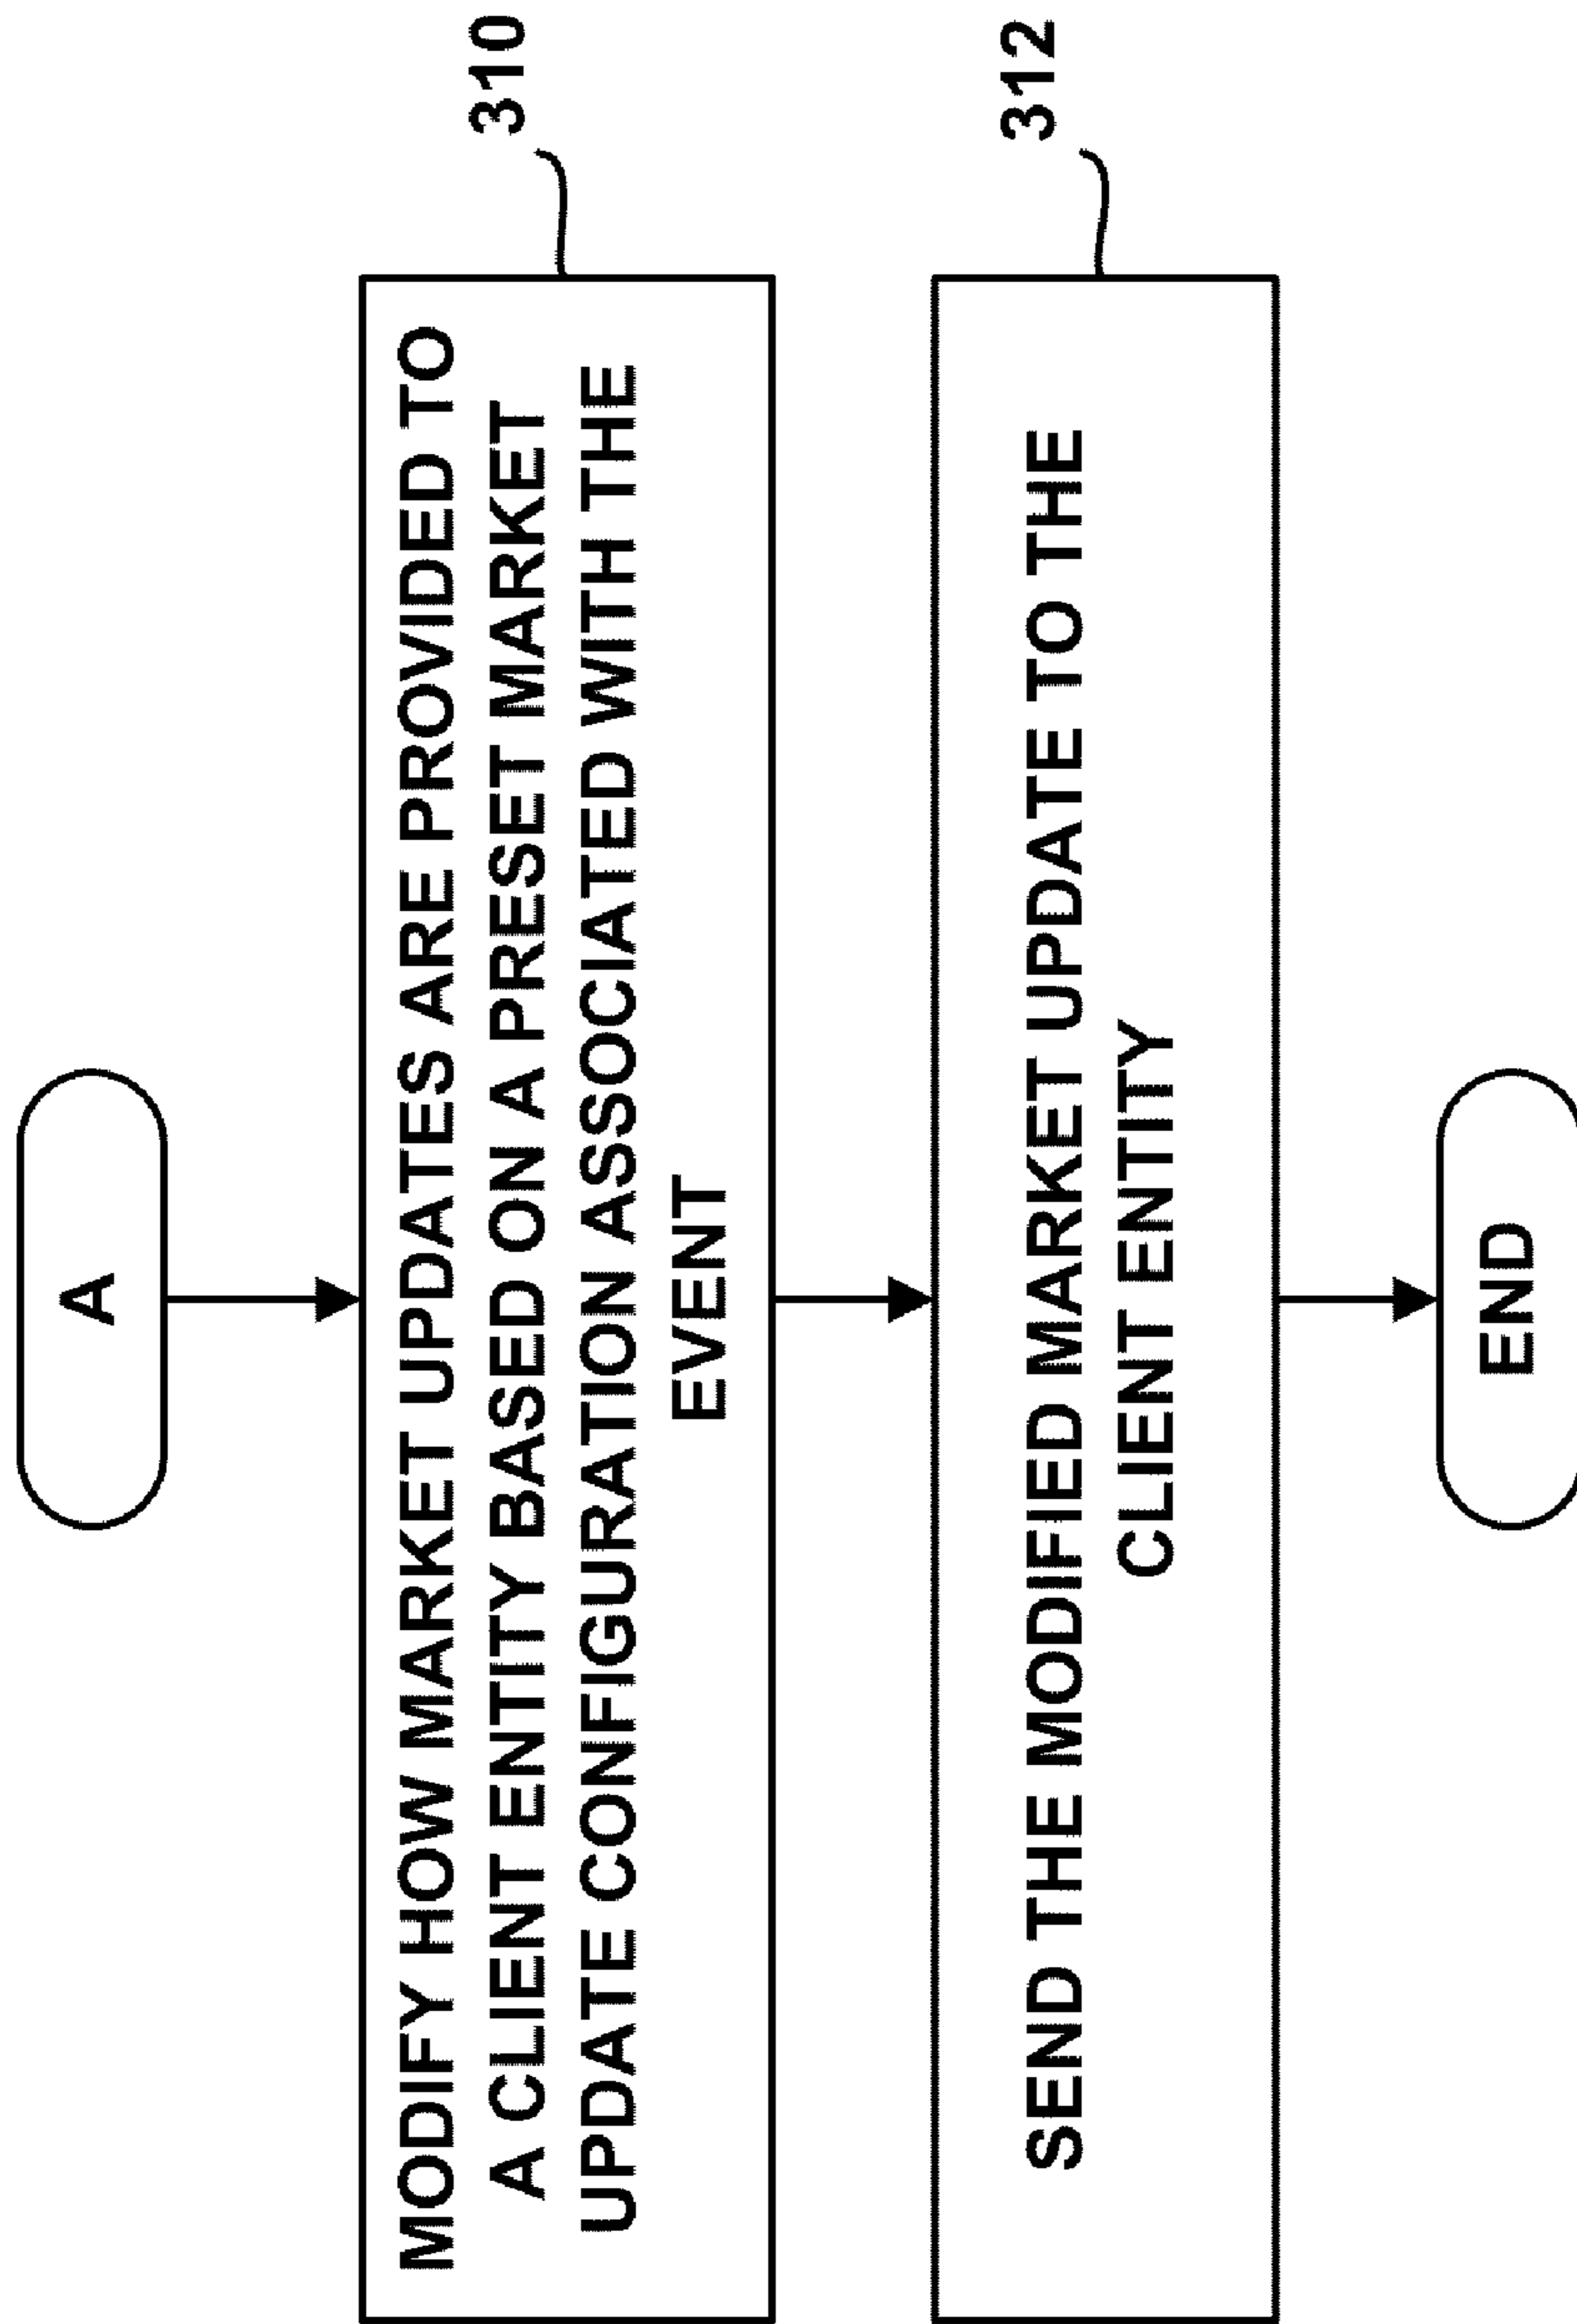 A
MODIFY HOW MARKET UPDATES ARE PROVIDED TO
A CLIENT ENTITY BASED ON A PRESET MARKET
UPDATE CONFIGURATION ASSOCIATED WITH THE
EVENT
310
SEND THE MODIFIED MARKET UPDATE TO THE
CLIENT ENTITY
312
END